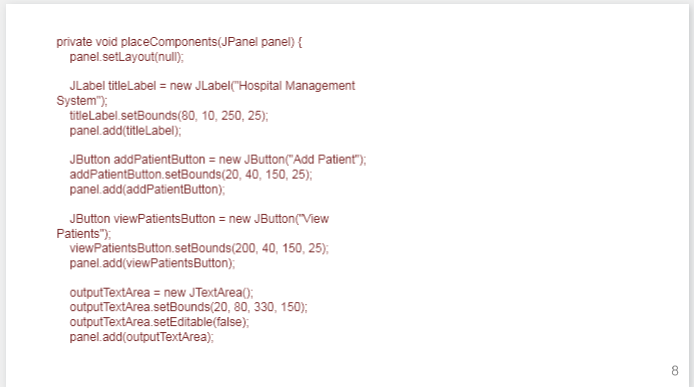 private void placeComponents(JPanel panel) {
panel.setLayout(null);
JLabel titleLabel = new JLabel("Hospital Management
System");
titleLabel.setBounds(80, 10, 250, 25);
panel.add(titleLabel);
JButton addPatientButton = new JButton("Add Patient");
addPatientButton.setBounds(20, 40, 150, 25);
panel.add(addPatientButton);
JButton viewPatientsButton = new JButton("View
Patients");
viewPatientsButton.setBounds(200, 40, 150, 25);
panel.add(viewPatientsButton);
outputTextArea = new JTextArea();
outputTextArea.setBounds(20, 80, 330, 150);
outputTextArea.setEditable(false);
panel.add(outputTextArea);
8